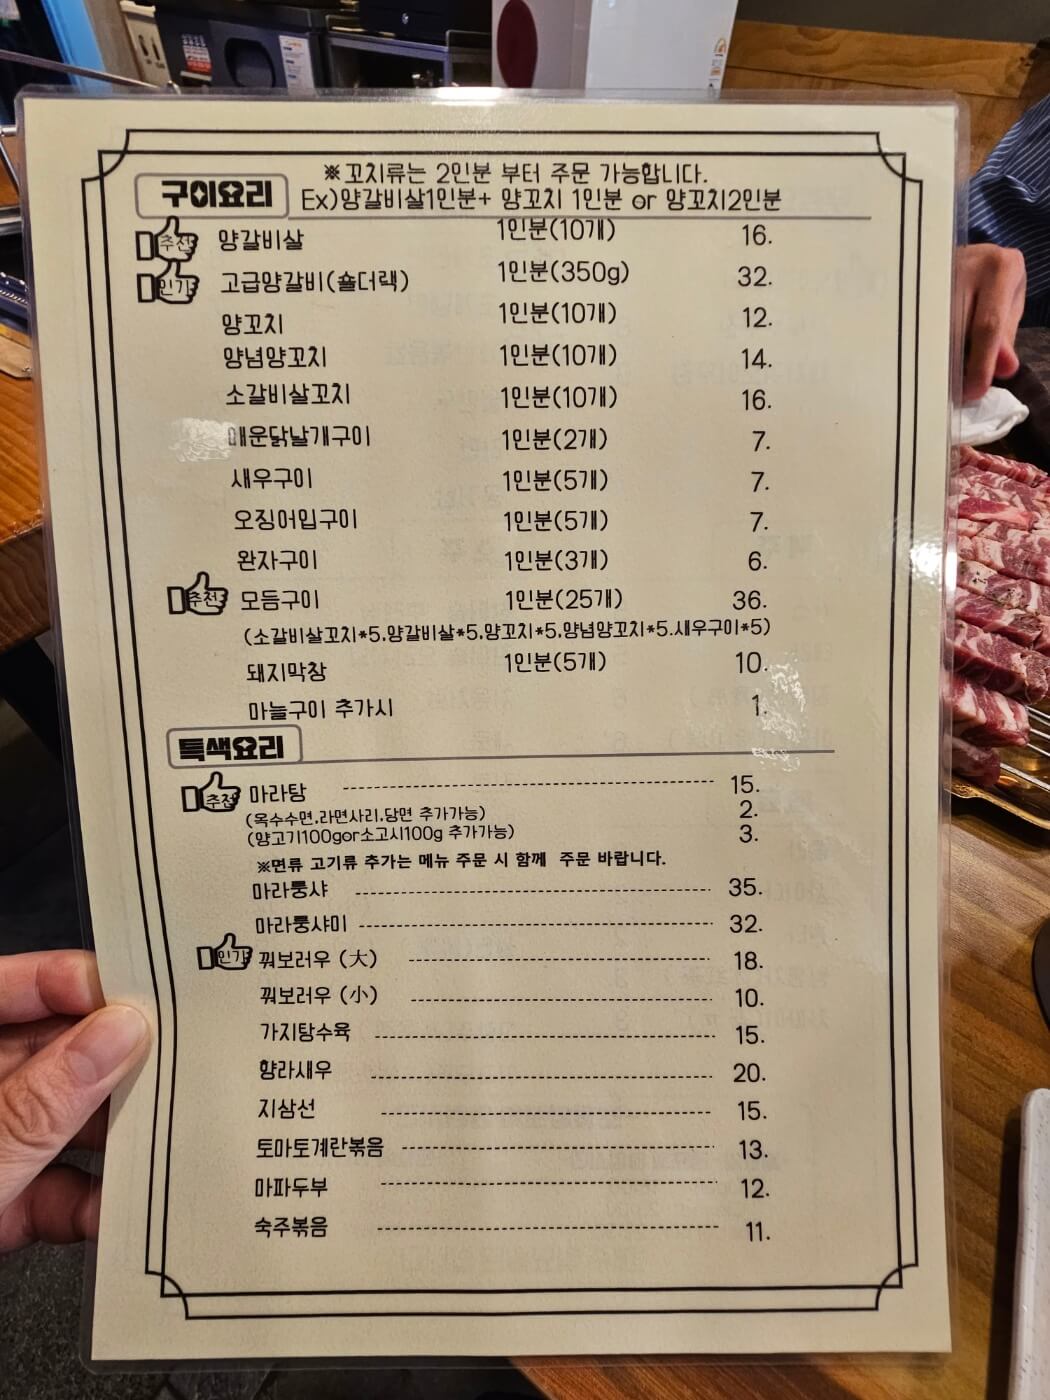 ※ 꼬치류는 2인분 부터 주문 가능합니다.
구이요리 Ex)양갈비살1인분+ 양꼬치 1인분 or 양꼬치2인분
추천 양갈비살 1인분(10개) 16.
인기 고급양갈비(숄더랙) 1인분(350g) 32.
양꼬치 1인분(10개) 12.
양념양꼬치 1인분(10개) 14.
소갈비살꼬치 1인분(10개) 16.
매운닭날개구이 1인분(2개) 7.
새우구이 1인분(5개) 7.
오징어입구이 1인분(5개) 7.
완자구이 1인분(3개) 6.
추천 모듬구이 1인분(25개) 36.
(소갈비살꼬치*5.양갈비살*5.양꼬치*5.양념양꼬치*5.새우구이*5)
돼지막창 1인분(5개) 10.
마늘구이 추가시 1.
특색요리
추천 마라탕 15.
(옥수수면.라면사리.당면 추가가능) 2.
(양고기100gor소고시100g 추가가능) 3.
※면류 고기류 추가는 메뉴 주문 시 함께 주문 바랍니다.
마라롱샤 35.
마라룽샤미 32.
인기 꿔보러우 (大) 18.
꿔보러우 (小) 10.
가지탕수육 15.
향라새우 20.
지삼선 15.
토마토계란볶음 13.
마파두부 12.
숙주볶음 11.